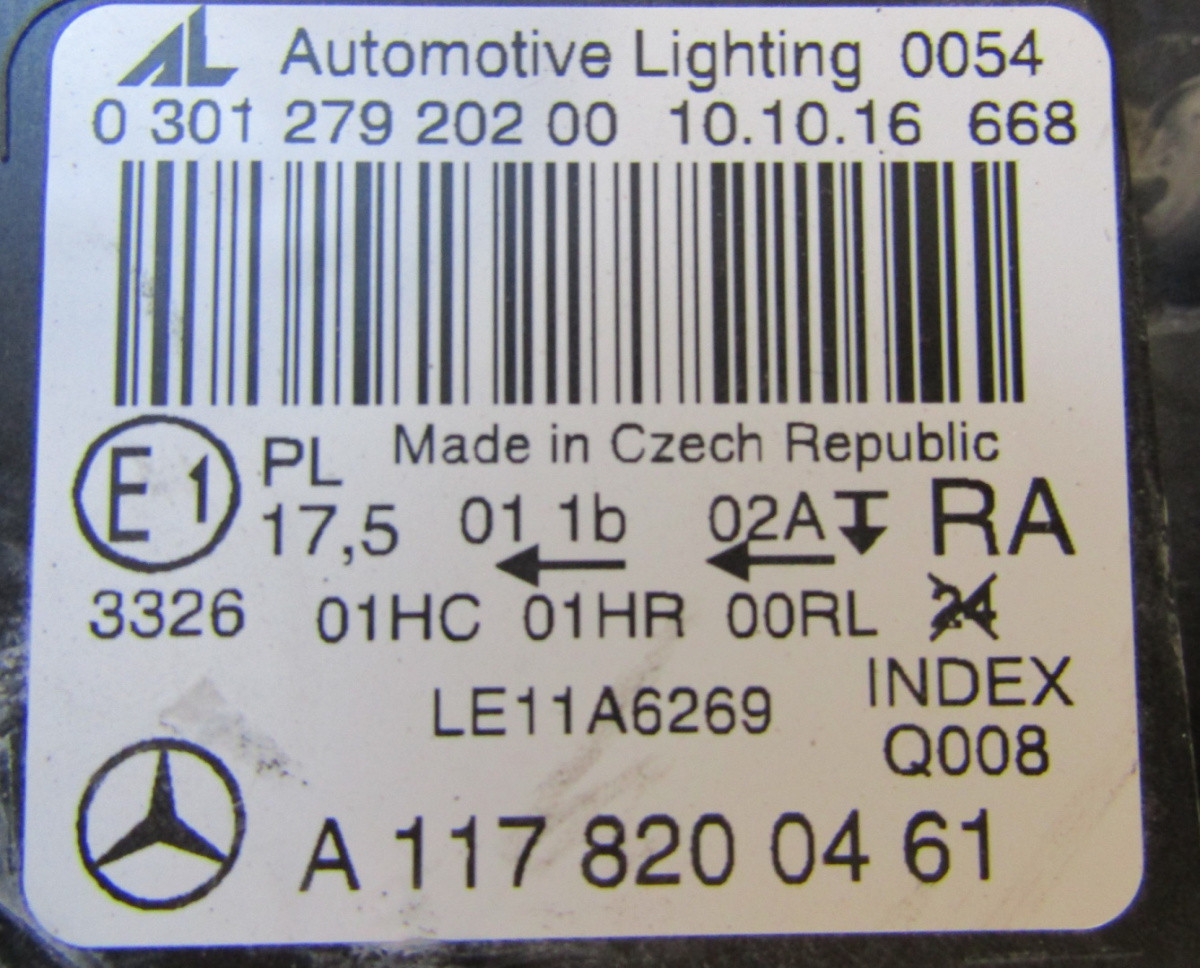 AL Automotive Lighting 0054
0 301 279 202 00 10.10.16 668
E1 PL Made in Czech Republic
17,5 01 1b 02A RA
3326 01HC 01HR 00RL 24
LE11A6269 INDEX
Q008
A 117 820 04 61